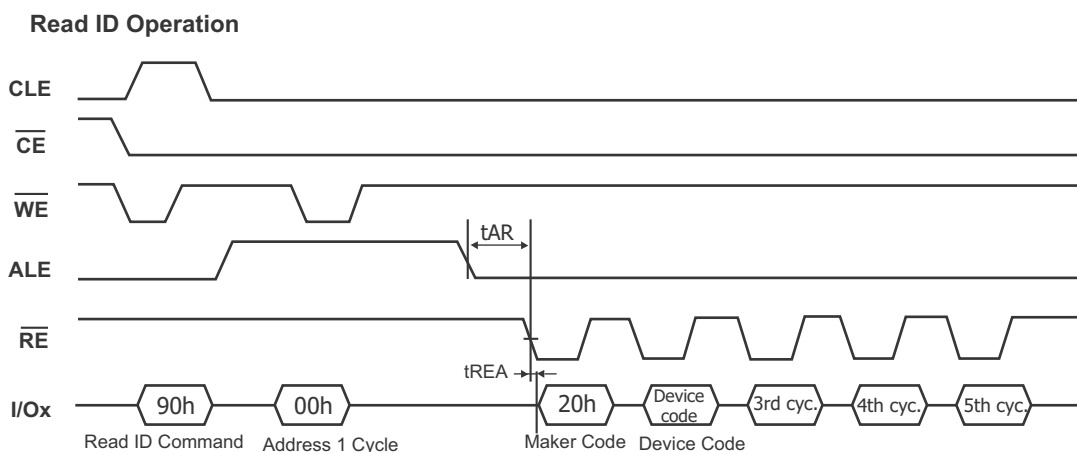 Read ID Operation
CLE
CE
WE
tAR
ALE
RE
tREA
I/Ox
90h
00h
20h
Device
code
3rd cyc.
4th cyc.
5th cyc.
Read ID Command
Address 1 Cycle
Maker Code
Device Code